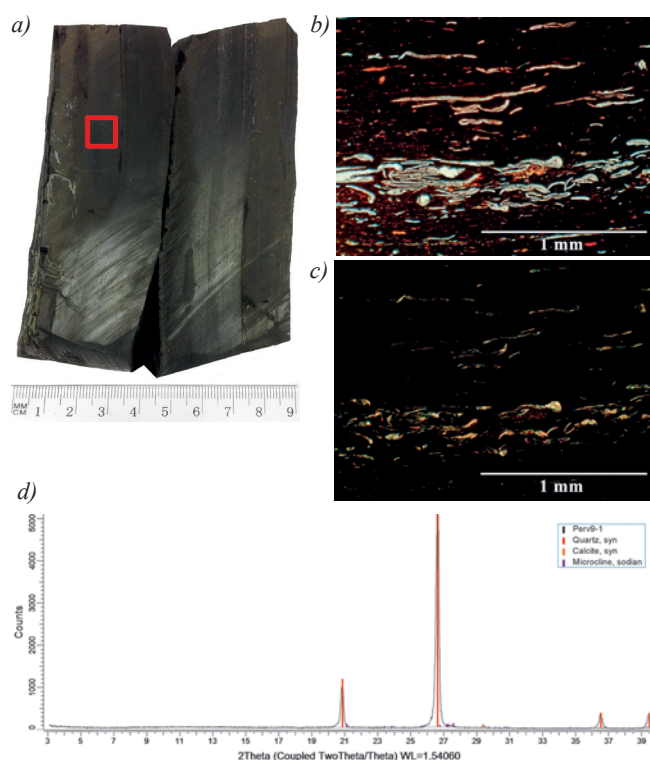 a)
b)
1 mm
c)
MM
CM 1 2 3 4 5 6 7 8 9
1 mm
d)
5000
4000
3000
2000
1000
0
Counts
Perv9-1
Quartz, syn
Calcite, syn
Microcline, sodian
3 5 7 9 11 13 15 17 19 21 23 25 27 29 31 33 35 37 39
2Theta (Coupled TwoTheta/Theta) WL=1,54060